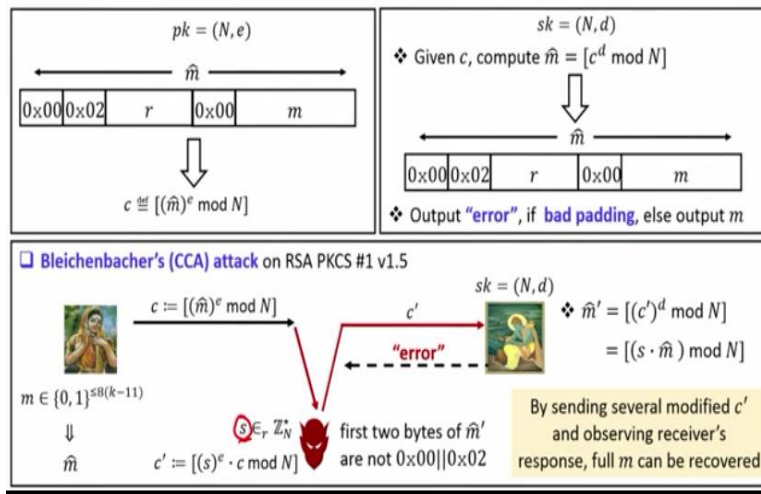 pk = (N, e)
m̂
0x00 0x02 r 0x00 m
c ≝ [(m̂)ᵉ mod N]
sk = (N, d)
❖ Given c, compute m̂ = [cᵈ mod N]
m̂
0x00 0x02 r 0x00 m
❖ Output “error”, if bad padding, else output m
❑ Bleichenbacher’s (CCA) attack on RSA PKCS #1 v1.5
c := [(m̂)ᵉ mod N]
m ∈ {0, 1}^≤8(k−11)
⇓
m̂
s ∈ᵣ ℤ*_N
c′ := [(s)ᵉ · c mod N]
c′
“error”
first two bytes of m̂′
are not 0x00||0x02
sk = (N, d)
❖ m̂′ = [(c′)ᵈ mod N]
= [(s · m̂ ) mod N]
By sending several modified c′
and observing receiver’s
response, full m can be recovered